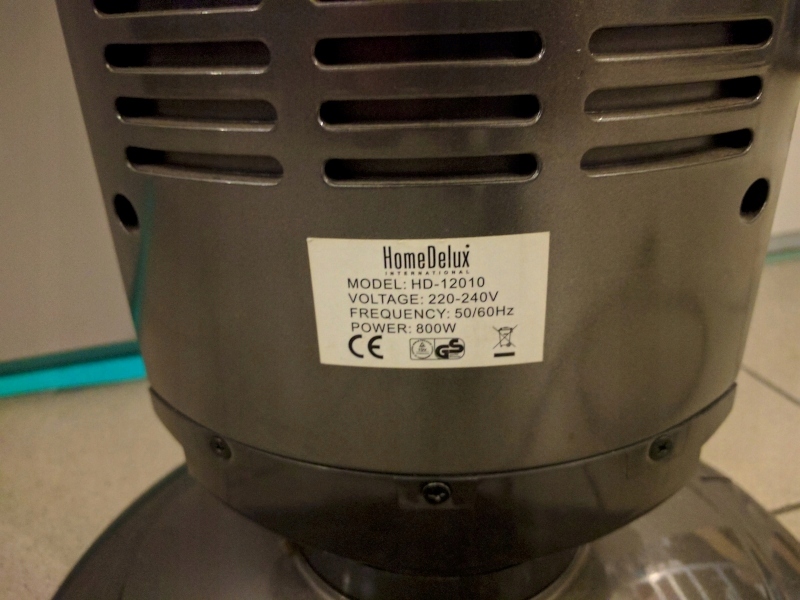 HomeDelux
INTERNATIONAL
MODEL: HD-12010
VOLTAGE: 220-240V
FREQUENCY: 50/60Hz
POWER: 800W
CE GS